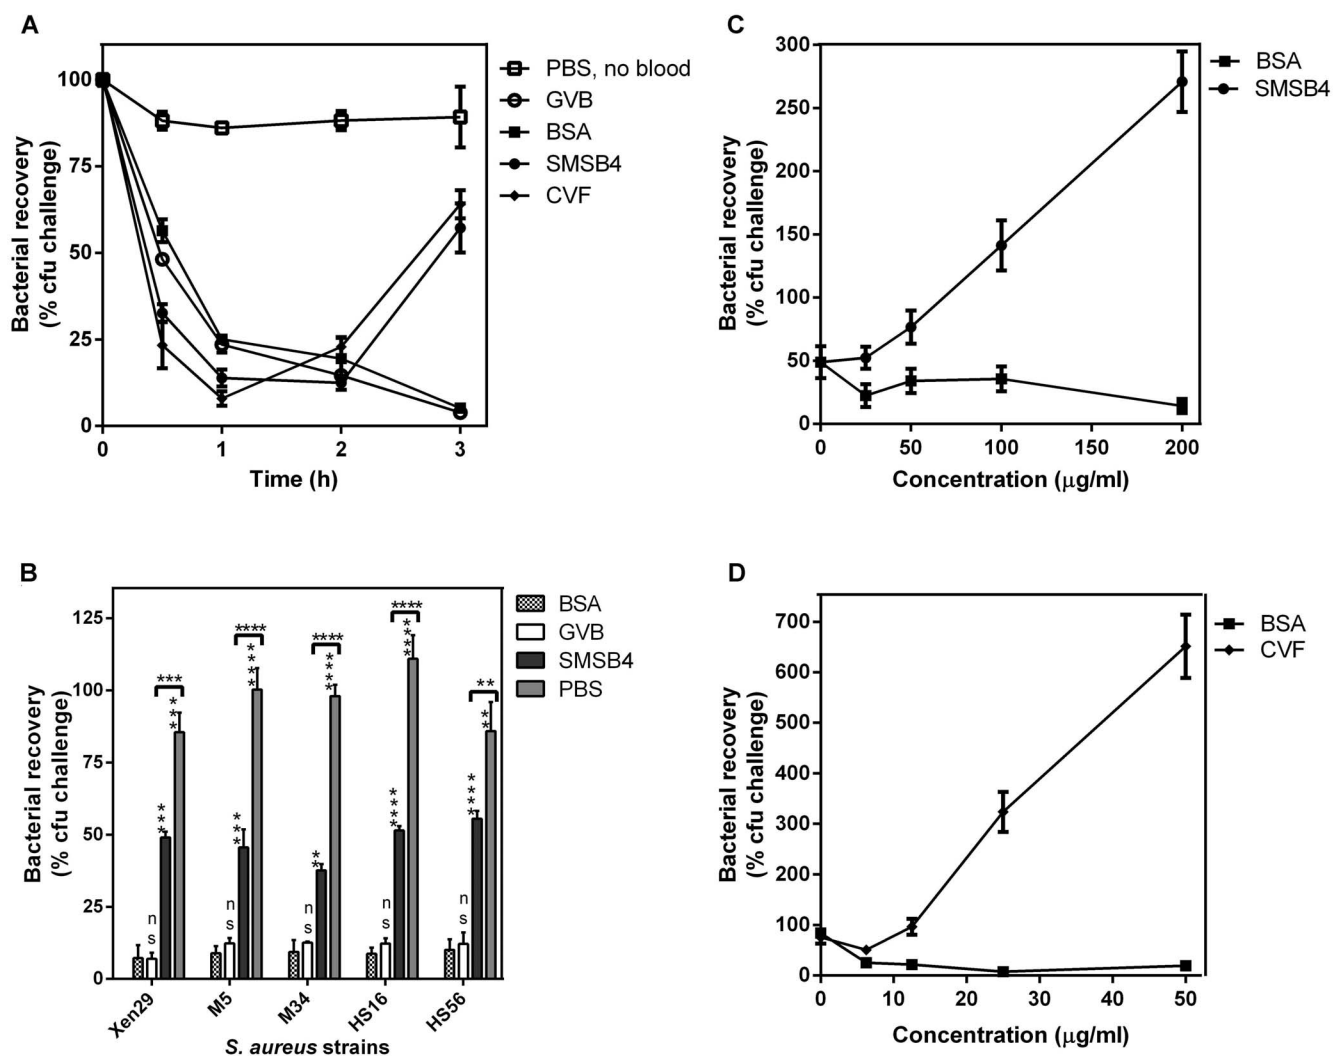 A
Bacterial recovery
(% cfu challenge)
100
75
50
25
0
0 1 2 3
Time (h)
PBS, no blood
GVB
BSA
SMSB4
CVF
C
Bacterial recovery
(% cfu challenge)
300
250
200
150
100
50
0
0 50 100 150 200
Concentration (μg/ml)
BSA
SMSB4
B
Bacterial recovery
(% cfu challenge)
125
100
75
50
25
0
n
s
***
***
***
n
s
***
****
****
n
s
**
****
****
n
s
****
****
****
n
s
****
**
**
Xen29 M5 M34 HS16 HS56
S. aureus strains
BSA
GVB
SMSB4
PBS
D
Bacterial recovery
(% cfu challenge)
700
600
500
400
300
200
100
0
0 10 20 30 40 50
Concentration (μg/ml)
BSA
CVF